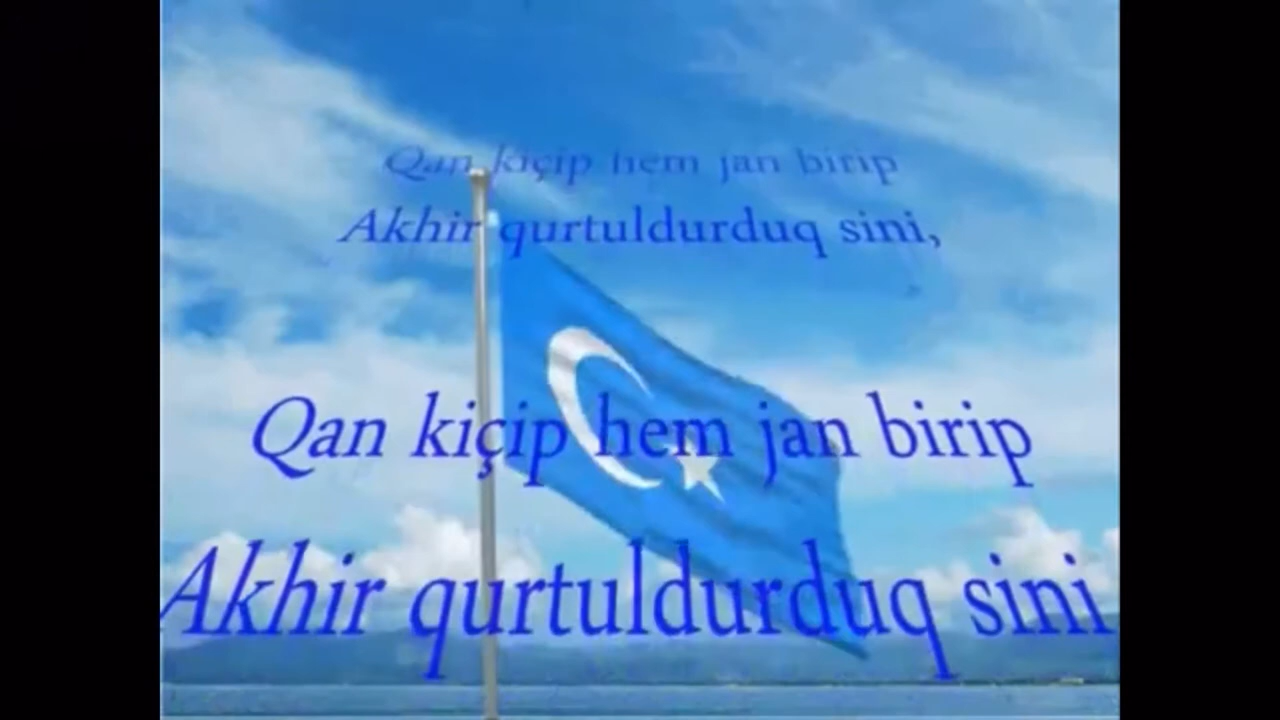 Qan kiçip hem jan birip
Akhir qurtuldurduq sini,
Qan kiçip hem jan birip
Akhir qurtuldurduq sini